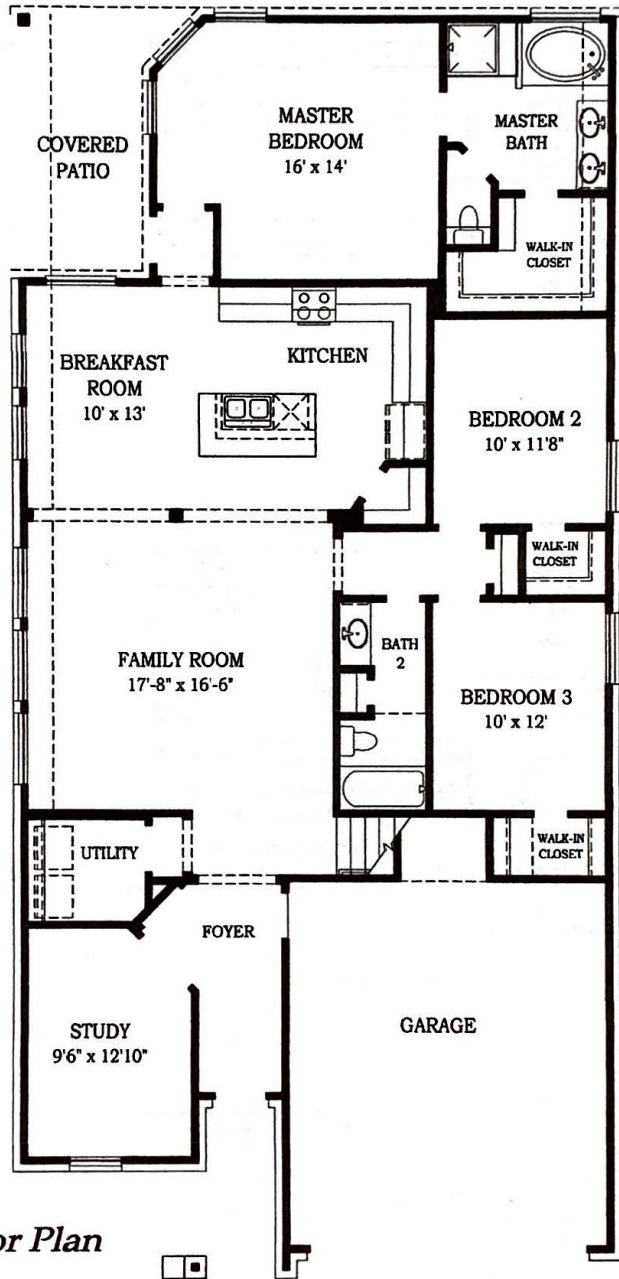 COVERED
PATIO
MASTER
BEDROOM
16' x 14'
MASTER
BATH
WALK-IN
CLOSET
BREAKFAST
ROOM
10' x 13'
KITCHEN
BEDROOM 2
10' x 11'8"
WALK-IN
CLOSET
FAMILY ROOM
17'-8" x 16'-6"
BATH
2
BEDROOM 3
10' x 12'
UTILITY
WALK-IN
CLOSET
FOYER
STUDY
9'6" x 12'10"
GARAGE
Plan